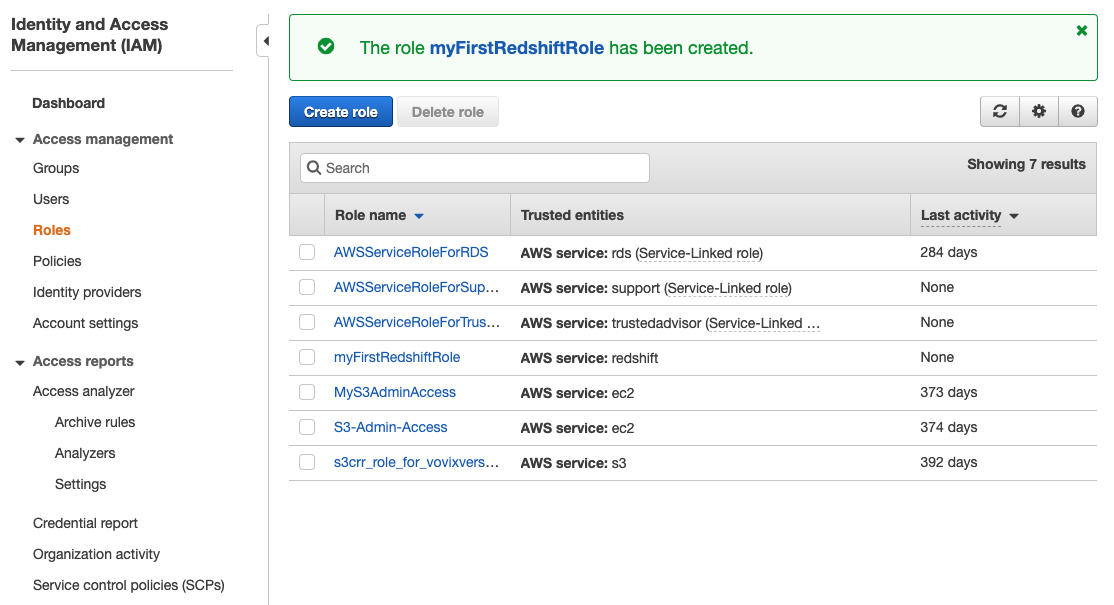 Identity and Access
Management (IAM)
Dashboard
Access management
Groups
Users
Roles
Policies
Identity providers
Account settings
Access reports
Access analyzer
Archive rules
Analyzers
Settings
Credential report
Organization activity
Service control policies (SCPs)
The role myFirstRedshiftRole has been created.
Create role Delete role
Search Showing 7 results
Role name Trusted entities Last activity
AWSServiceRoleForRDS AWS service: rds (Service-Linked role) 284 days
AWSServiceRoleForSup... AWS service: support (Service-Linked role) None
AWSServiceRoleForTrus... AWS service: trustedadvisor (Service-Linked ... None
myFirstRedshiftRole AWS service: redshift None
MyS3AdminAccess AWS service: ec2 373 days
S3-Admin-Access AWS service: ec2 374 days
s3crr_role_for_vovixvers... AWS service: s3 392 days